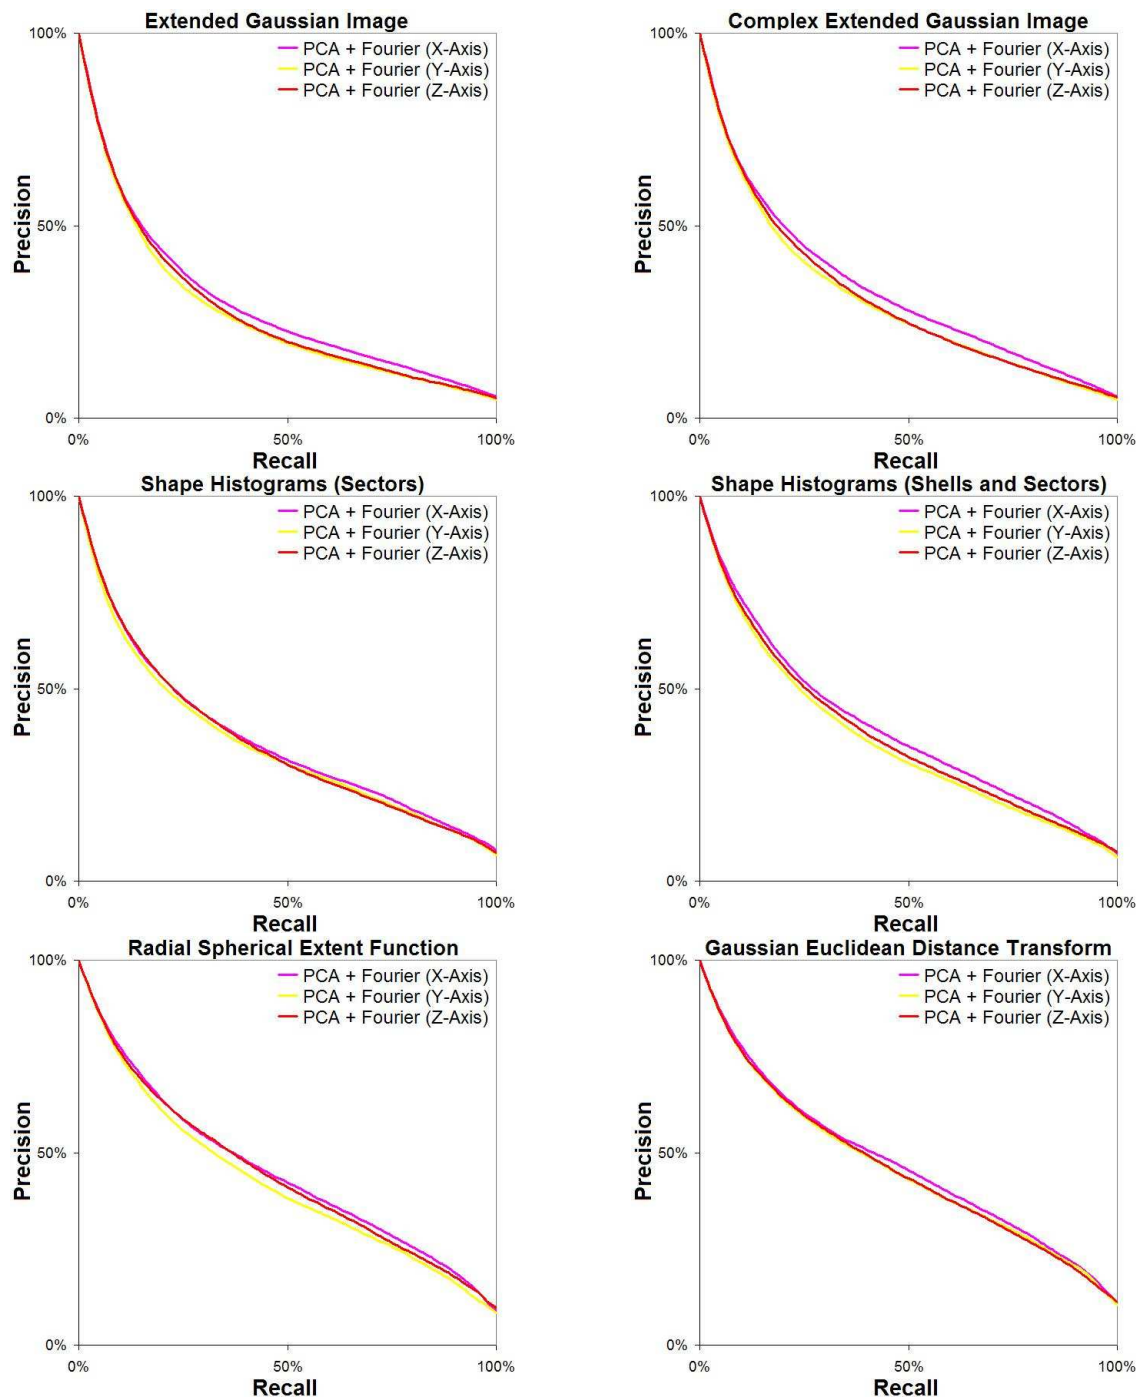 Extended Gaussian Image
100%
PCA + Fourier (X-Axis)
PCA + Fourier (Y-Axis)
PCA + Fourier (Z-Axis)
Precision
50%
0%
0%
50%
100%
Recall
Complex Extended Gaussian Image
100%
PCA + Fourier (X-Axis)
PCA + Fourier (Y-Axis)
PCA + Fourier (Z-Axis)
Precision
50%
0%
0%
50%
100%
Recall
Shape Histograms (Sectors)
100%
PCA + Fourier (X-Axis)
PCA + Fourier (Y-Axis)
PCA + Fourier (Z-Axis)
Precision
50%
0%
0%
50%
100%
Recall
Shape Histograms (Shells and Sectors)
100%
PCA + Fourier (X-Axis)
PCA + Fourier (Y-Axis)
PCA + Fourier (Z-Axis)
Precision
50%
0%
0%
50%
100%
Recall
Radial Spherical Extent Function
100%
PCA + Fourier (X-Axis)
PCA + Fourier (Y-Axis)
PCA + Fourier (Z-Axis)
Precision
50%
0%
0%
50%
100%
Recall
Gaussian Euclidean Distance Transform
100%
PCA + Fourier (X-Axis)
PCA + Fourier (Y-Axis)
PCA + Fourier (Z-Axis)
Precision
50%
0%
0%
50%
100%
Recall